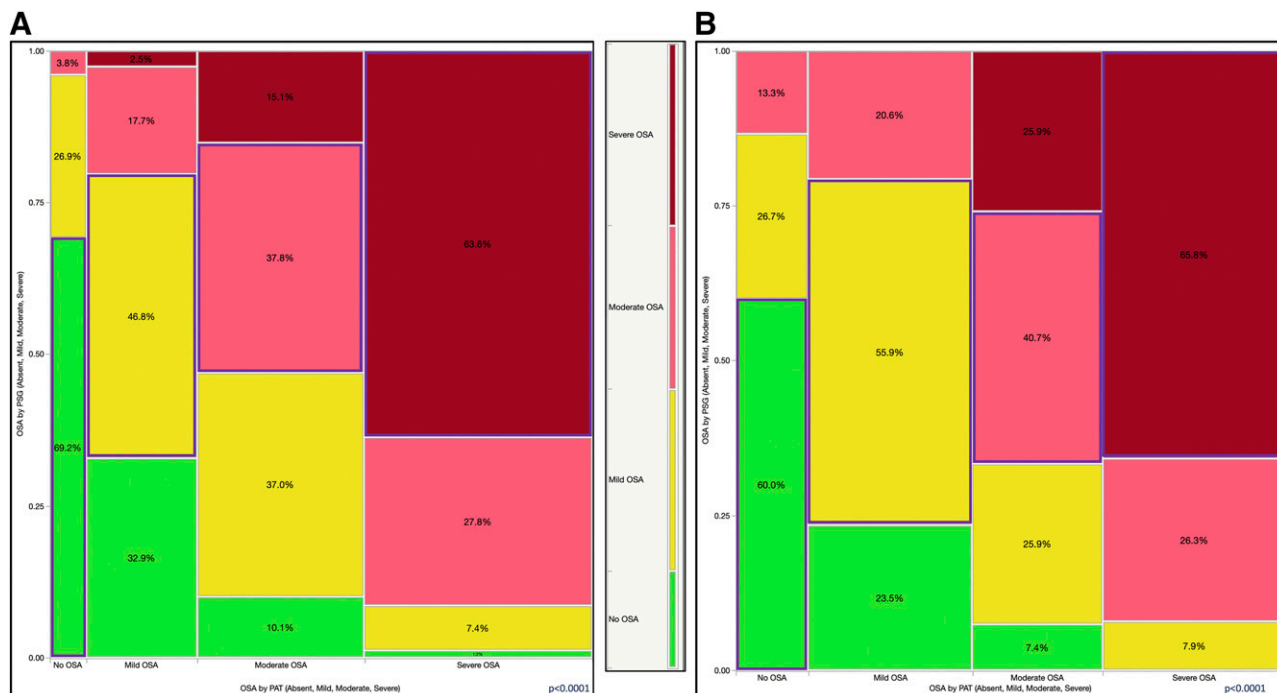 A
B
OSA by PSG (Absent, Mild, Moderate, Severe)
1.00
0.75
0.50
0.25
0.00
3.8%
26.9%
69.2%
2.5%
17.7%
46.8%
32.9%
15.1%
37.8%
37.0%
10.1%
63.6%
27.8%
7.4%
No OSA
Mild OSA
Moderate OSA
Severe OSA
OSA by PAT (Absent, Mild, Moderate, Severe)
p<0.0001
Severe OSA
Moderate OSA
Mild OSA
No OSA
OSA by PSG (Absent, Mild, Moderate, Severe)
1.00
0.75
0.50
0.25
0.00
13.3%
26.7%
60.0%
20.6%
55.9%
23.5%
25.9%
40.7%
25.9%
7.4%
65.8%
26.3%
7.9%
No OSA
Mild OSA
Moderate OSA
Severe OSA
OSA by PAT (Absent, Mild, Moderate, Severe)
p<0.0001